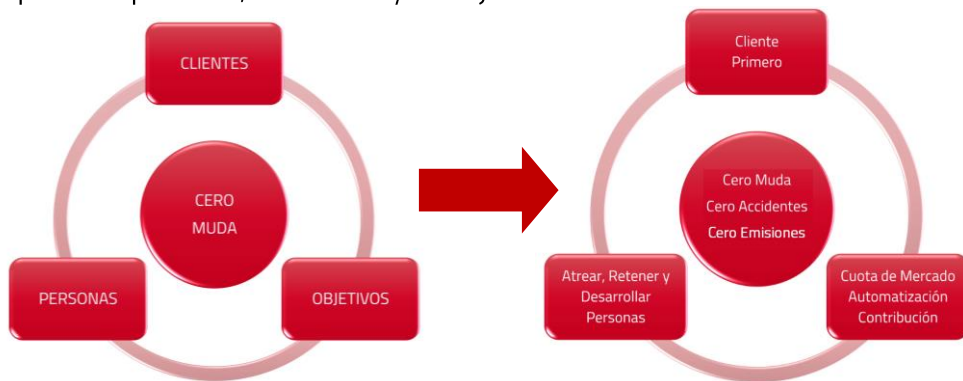 CLIENTES
CERO
MUDA
PERSONAS
OBJETIVOS
Cliente
Primero
Cero Muda
Cero Accidentes
Cero Emisiones
Atrear, Retener y
Desarrollar
Personas
Cuota de Mercado
Automatización
Contribución